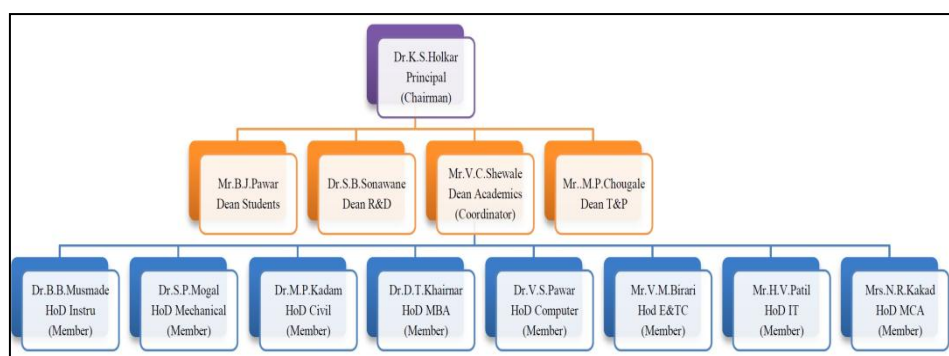 Dr.K.S.Holkar
Principal
(Chairman)
Mr.B.J.Pawar
Dean Students
Dr.S.B.Sonawane
Dean R&D
Mr.V.C.Shewale
Dean Academics
(Coordinator)
Mr..M.P.Chougale
Dean T&P
Dr.B.B.Musmade
HoD Instru
(Member)
Dr.S.P.Mogal
HoD Mechanical
(Member)
Dr.M.P.Kadam
HoD Civil
(Member)
Dr.D.T.Khairnar
HoD MBA
(Member)
Dr.V.S.Pawar
HoD Computer
(Member)
Mr.V.M.Birari
Hod E&TC
(Member)
Mr.H.V.Patil
HoD IT
(Member)
Mrs.N.R.Kakad
HoD MCA
(Member)